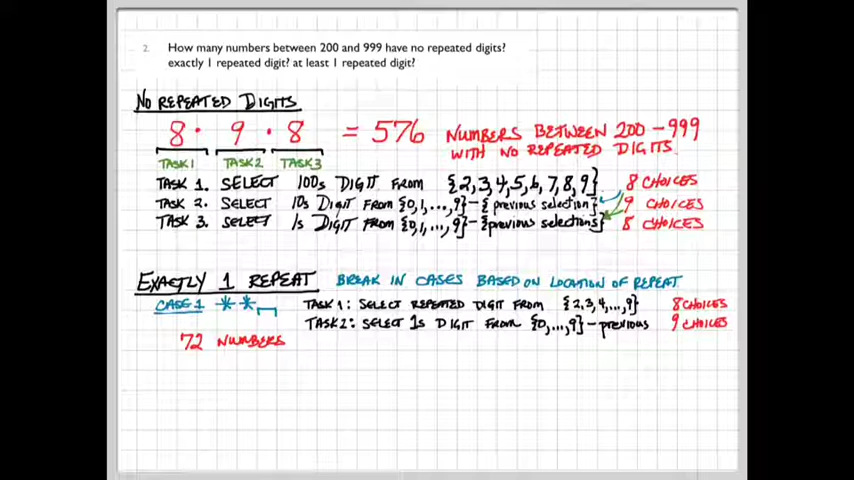 2. How many numbers between 200 and 999 have no repeated digits?
exactly 1 repeated digit? at least 1 repeated digit?
NO REPEATED DIGITS
8 · 9 · 8 = 576 NUMBERS BETWEEN 200 - 999
WITH NO REPEATED DIGITS.
TASK1 TASK2 TASK3
TASK 1. SELECT 100s DIGIT FROM {2,3,4,5,6,7,8,9} 8 CHOICES
TASK 2. SELECT 10s DIGIT FROM {0,1,...,9} - {previous selection} 9 CHOICES
TASK 3. SELECT 1s DIGIT FROM {0,1,...,9} - {previous selections} 8 CHOICES
EXACTLY 1 REPEAT BREAK IN CASES BASED ON LOCATION OF REPEAT
CASE 1 * * _ TASK 1: SELECT REPEATED DIGIT FROM {2,3,4,...,9} 8 CHOICES
TASK 2: SELECT 1s DIGIT FROM {0,...,9} - previous 9 CHOICES
72 NUMBERS